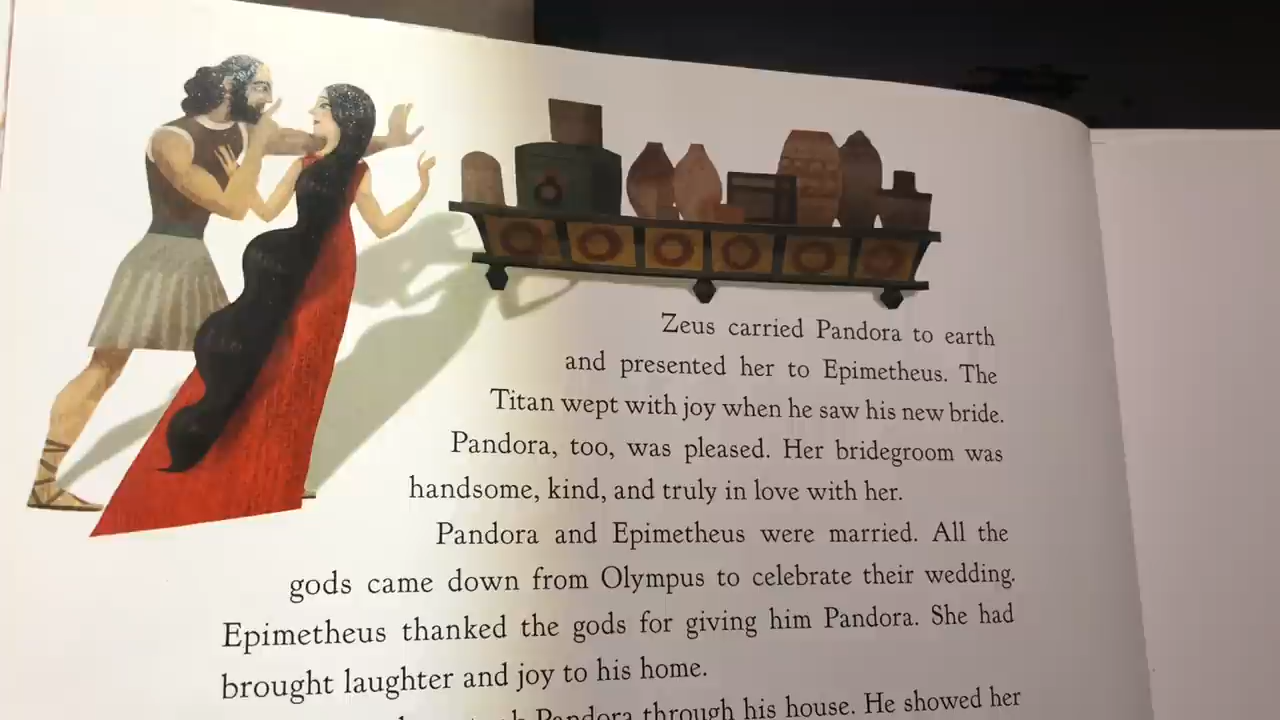 Zeus carried Pandora to earth
and presented her to Epimetheus. The
Titan wept with joy when he saw his new bride.
Pandora, too, was pleased. Her bridegroom was
handsome, kind, and truly in love with her.
Pandora and Epimetheus were married. All the
gods came down from Olympus to celebrate their wedding.
Epimetheus thanked the gods for giving him Pandora. She had
brought laughter and joy to his home.
Pandora through his house. He showed her